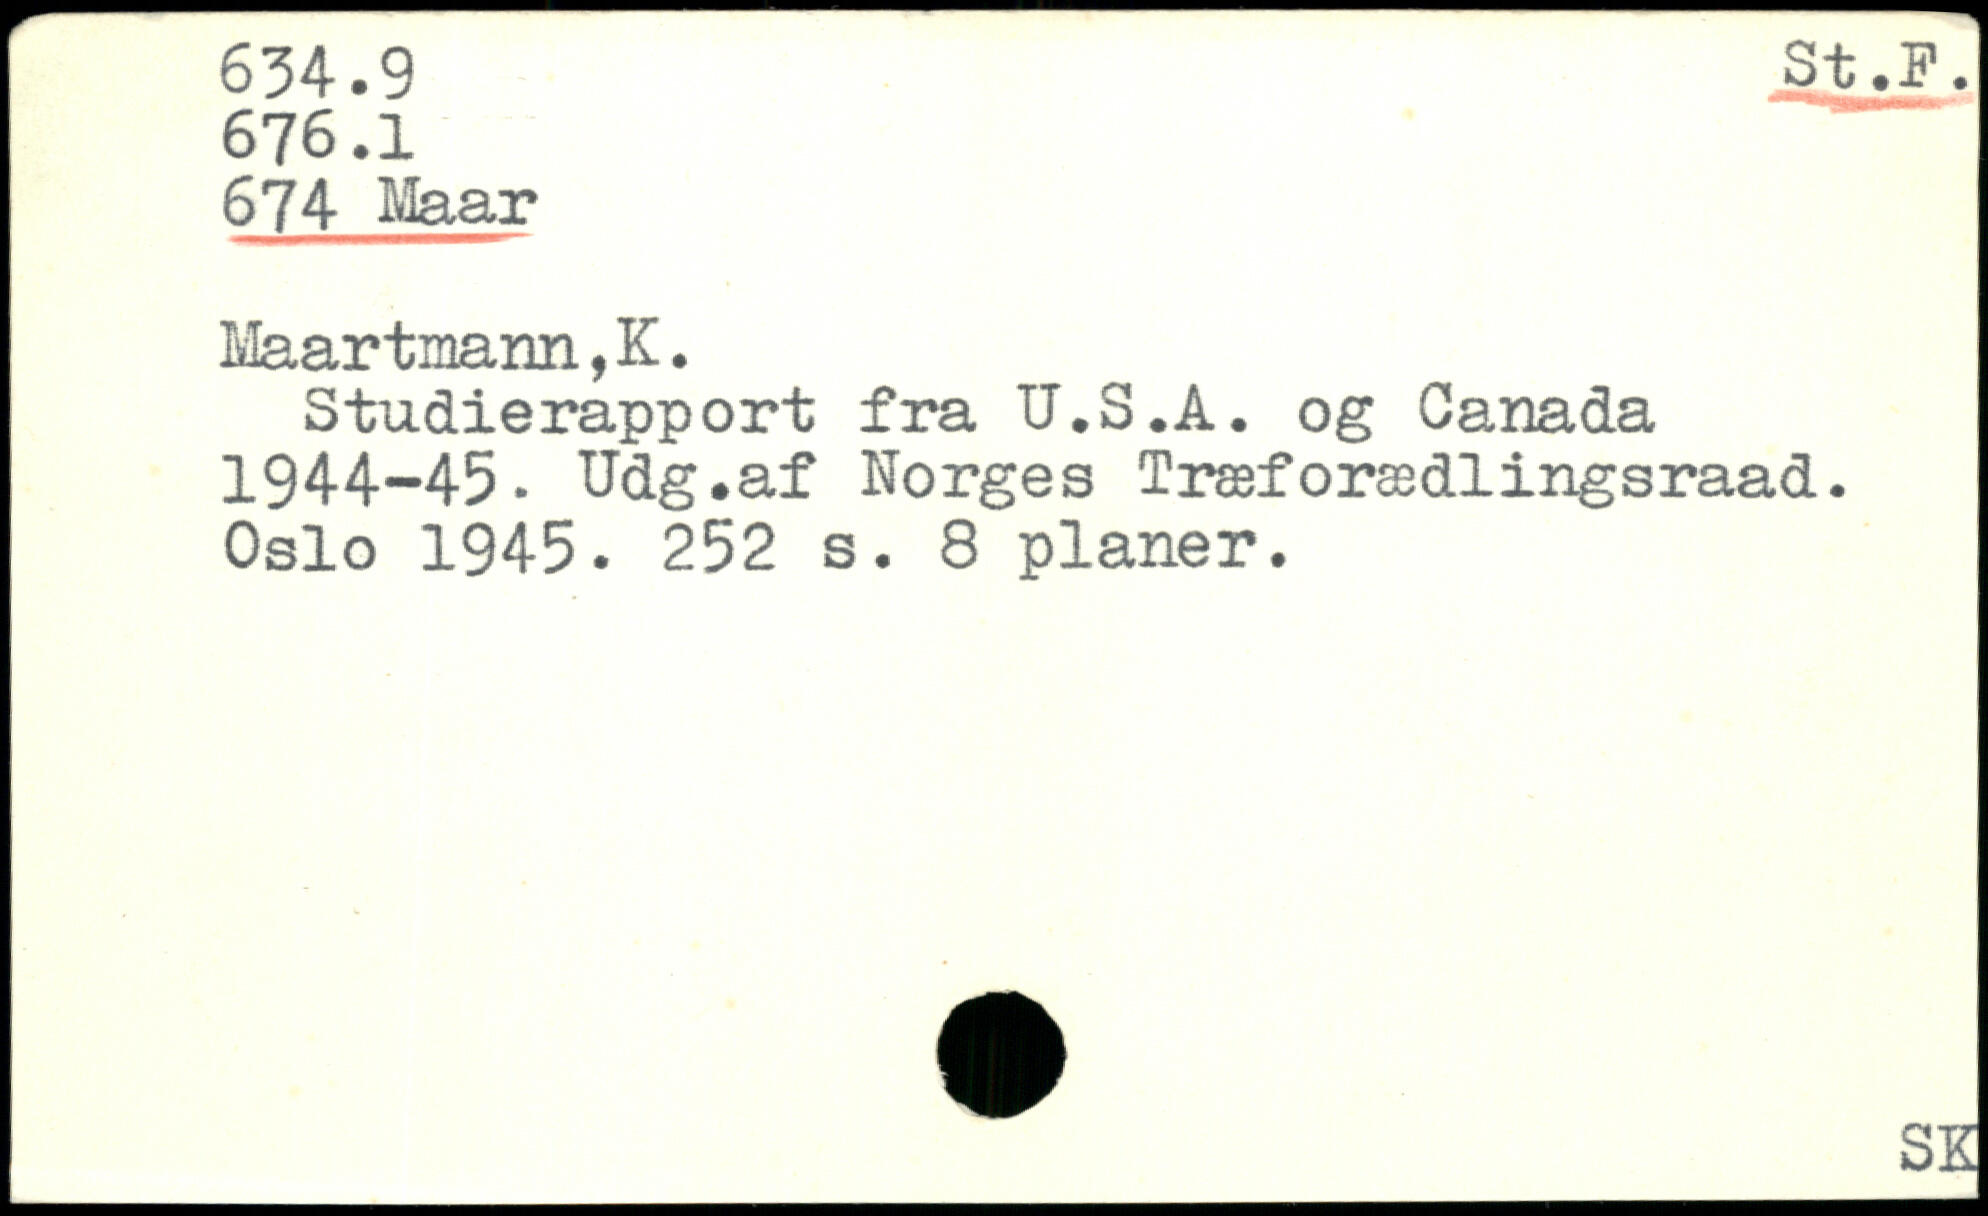 634.9
St.F.
676.1
674 Maar
Maartmann,K.
Studierapport fra U.S.A. og Canada
1944-45. Udg.af Norges Træforædlingsraad.
Oslo 1945. 252 s. 8 planer.
SK